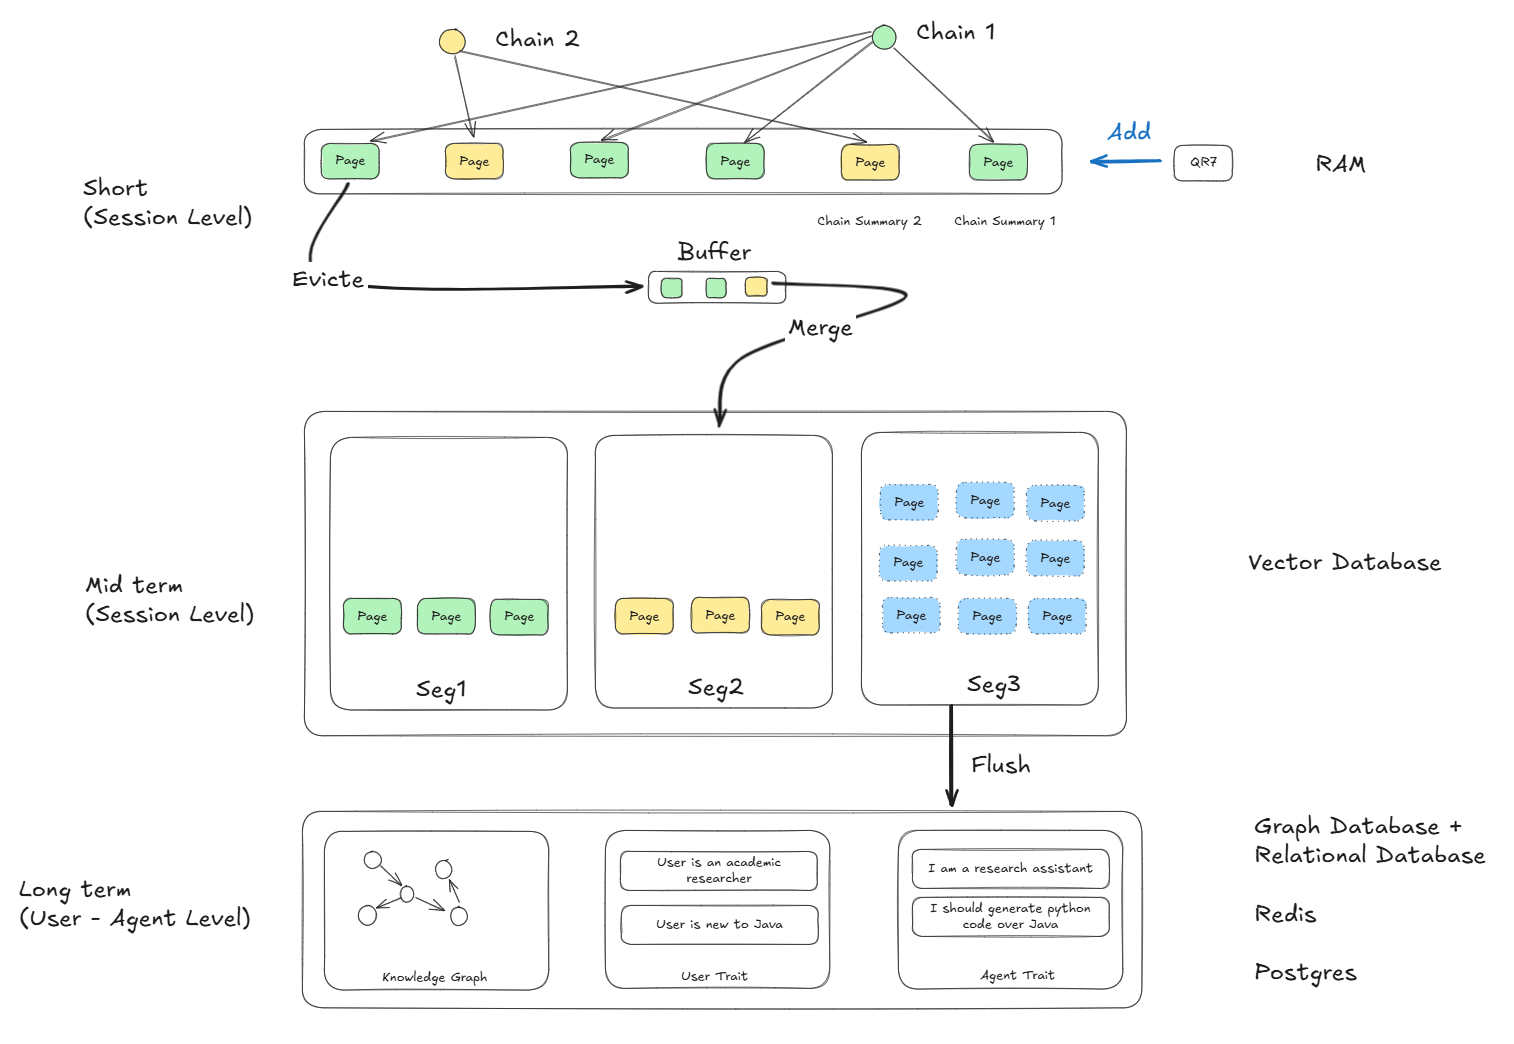 Chain 2
Chain 1
Add
Page
Page
Page
Page
Page
Page
QR7
RAM
Short
(Session Level)
Chain Summary 2
Chain Summary 1
Buffer
Evicte
Merge
Page
Page
Page
Page
Page
Page
Vector Database
Mid term
(Session Level)
Page
Page
Page
Page
Page
Page
Page
Page
Page
Seg1
Seg2
Seg3
Flush
Graph Database +
Relational Database
User is an academic
researcher
I am a research assistant
Long term
(User - Agent Level)
I should generate python
code over Java
User is new to Java
Redis
Knowledge Graph
User Trait
Agent Trait
Postgres